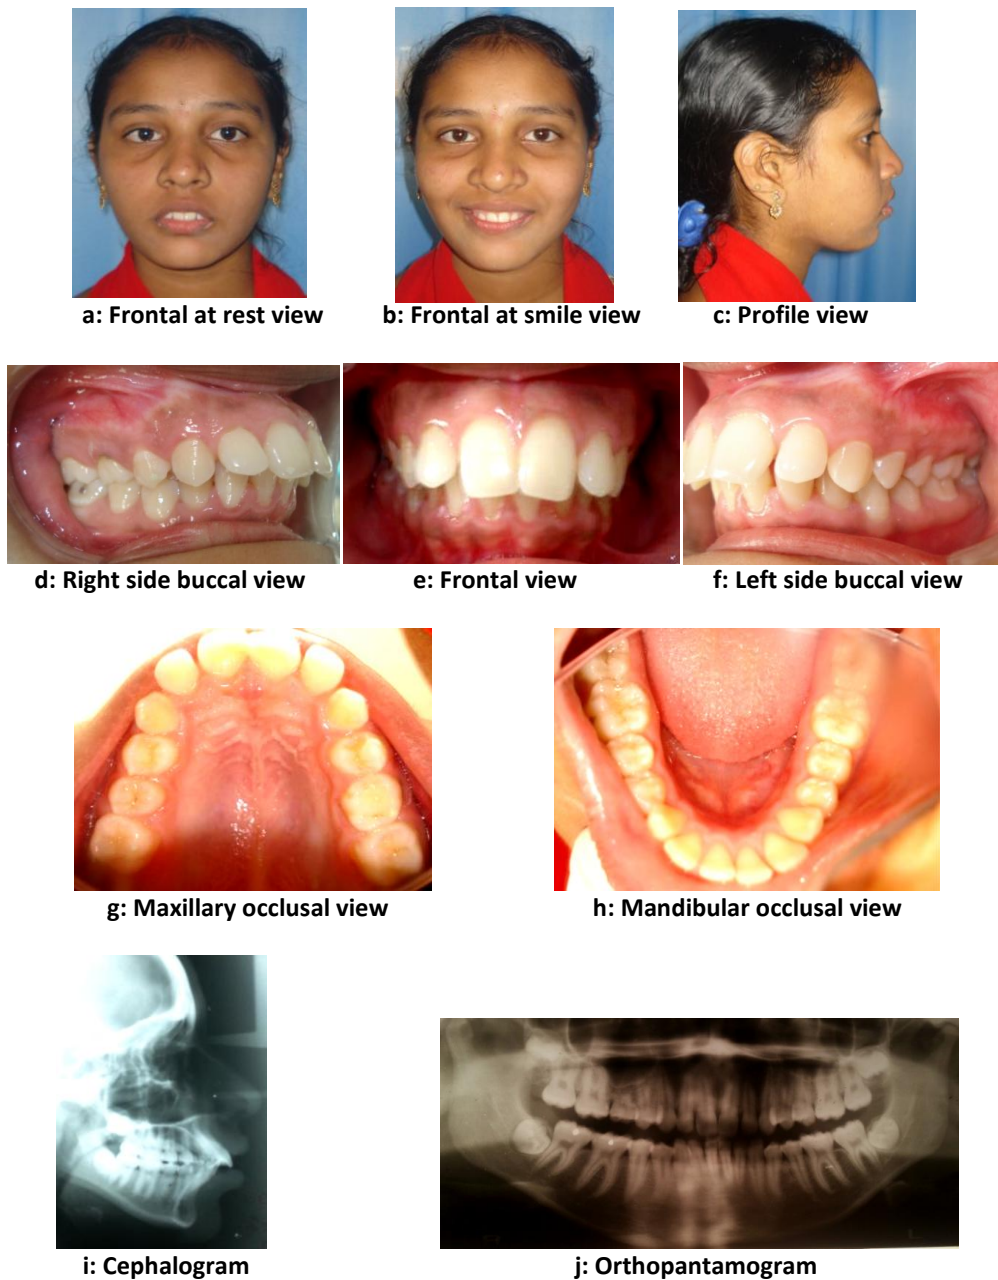 a: Frontal at rest view
b: Frontal at smile view
c: Profile view
d: Right side buccal view
e: Frontal view
f: Left side buccal view
g: Maxillary occlusal view
h: Mandibular occlusal view
i: Cephalogram
j: Orthopantamogram